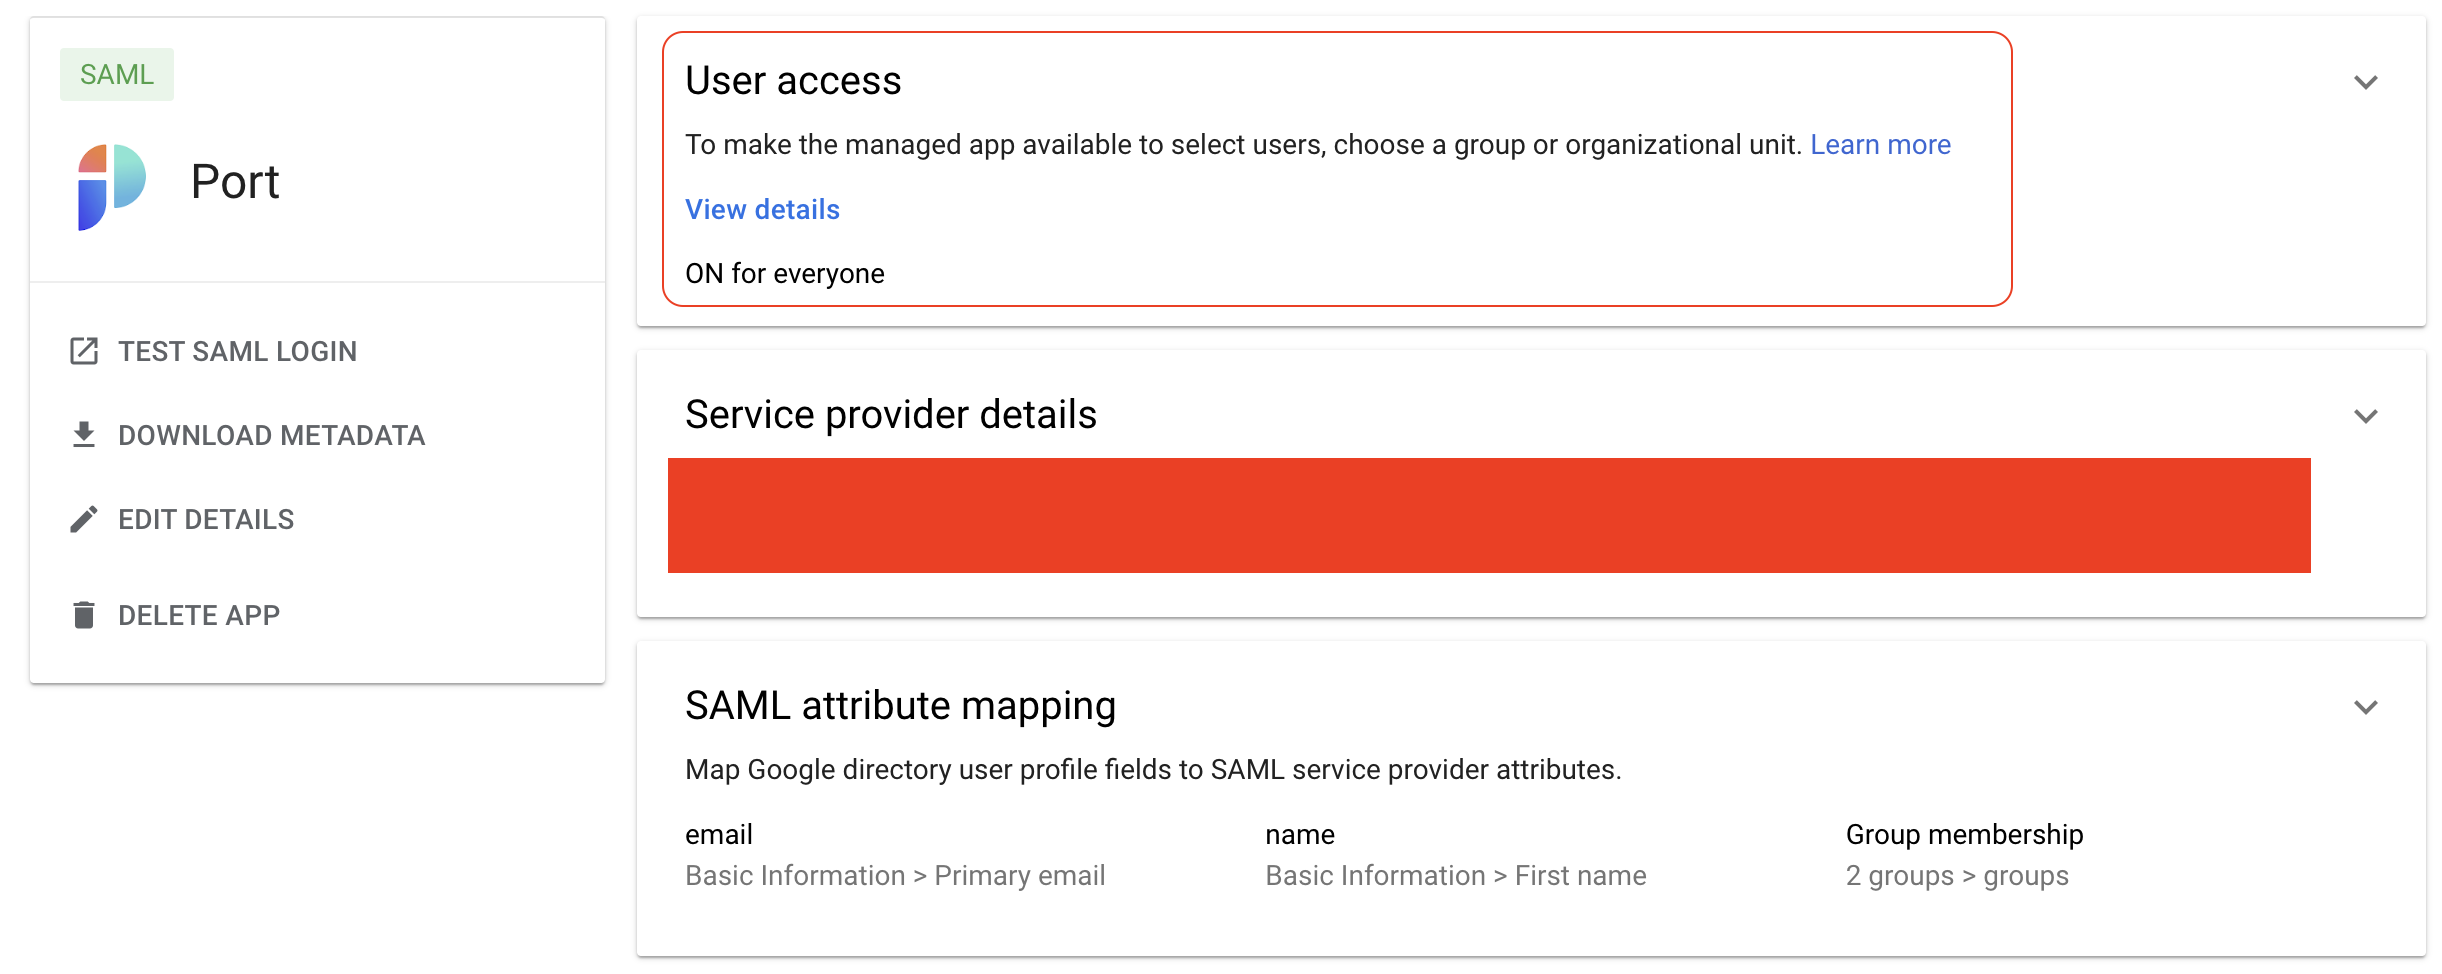 SAML
Port
TEST SAML LOGIN
DOWNLOAD METADATA
EDIT DETAILS
DELETE APP
User access
To make the managed app available to select users, choose a group or organizational unit. Learn more
View details
ON for everyone
Service provider details
SAML attribute mapping
Map Google directory user profile fields to SAML service provider attributes.
email
Basic Information > Primary email
name
Basic Information > First name
Group membership
2 groups > groups